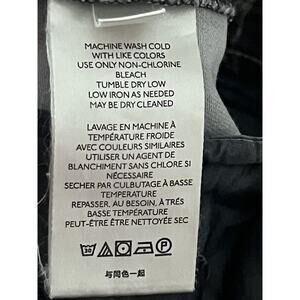 MACHINE WASH COLD
WITH LIKE COLORS
USE ONLY NON-CHLORINE
BLEACH
TUMBLE DRY LOW
LOW IRON AS NEEDED
MAY BE DRY CLEANED
LAVAGE EN MACHINE À
TEMPÉRATURE FROIDE
AVEC COULEURS SIMILAIRES
UTILISER UN AGENT DE
BLANCHIMENT SANS CHLORE SI
NÉCESSAIRE
SECHER PAR CULBUTAGE À BASSE
TEMPERATURE
REPASSER, AU BESOIN, À TRÉS
BASSE TEMPÉRATURE
PEUT-ÊTRE ÊTRE NETTOYÉE SEC
30
与同色一起